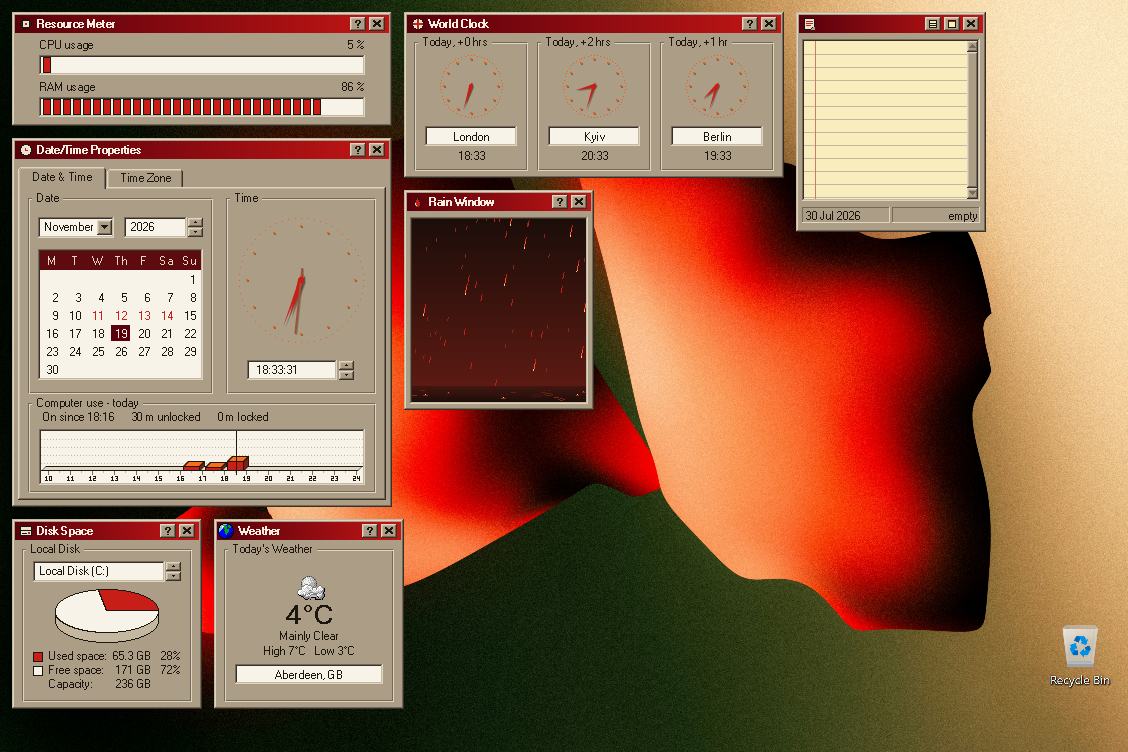 Resource Meter
CPU usage 5 %
RAM usage 86 %
Date/Time Properties
Date & Time Time Zone
Date
November 2026
M T W Th F Sa Su
1
2 3 4 5 6 7 8
9 10 11 12 13 14 15
16 17 18 19 20 21 22
23 24 25 26 27 28 29
30
Time
18:33:31
Computer use - today
On since 18:16 30 m unlocked 0 m locked
10 11 12 13 14 15 16 17 18 19 20 21 22 23 24
Disk Space
Local Disk
Local Disk (C:)
Used space: 65.3 GB 28%
Free space: 171 GB 72%
Capacity: 236 GB
Weather
Today's Weather
4°C
Mainly Clear
High 7°C Low 3°C
Aberdeen, GB
World Clock
Today, +0 hrs Today, +2 hrs Today, +1 hr
London Kyiv Berlin
18:33 20:33 19:33
Rain Window
30 Jul 2026 empty
Recycle Bin